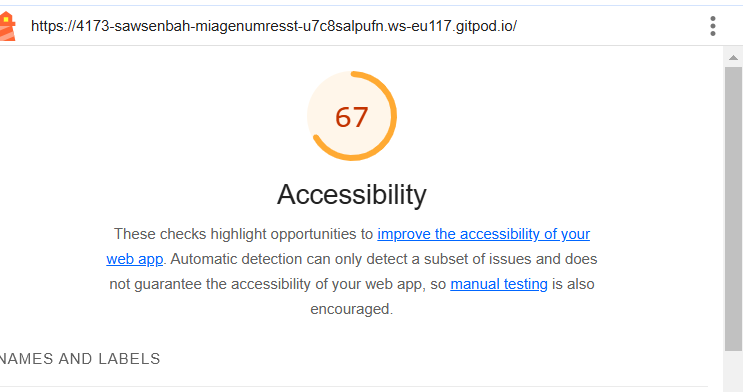 https://4173-sawsenbah-miagenumresst-u7c8salpufn.ws-eu117.gitpod.io/
67
Accessibility
These checks highlight opportunities to improve the accessibility of your
web app. Automatic detection can only detect a subset of issues and does
not guarantee the accessibility of your web app, so manual testing is also
encouraged.
NAMES AND LABELS